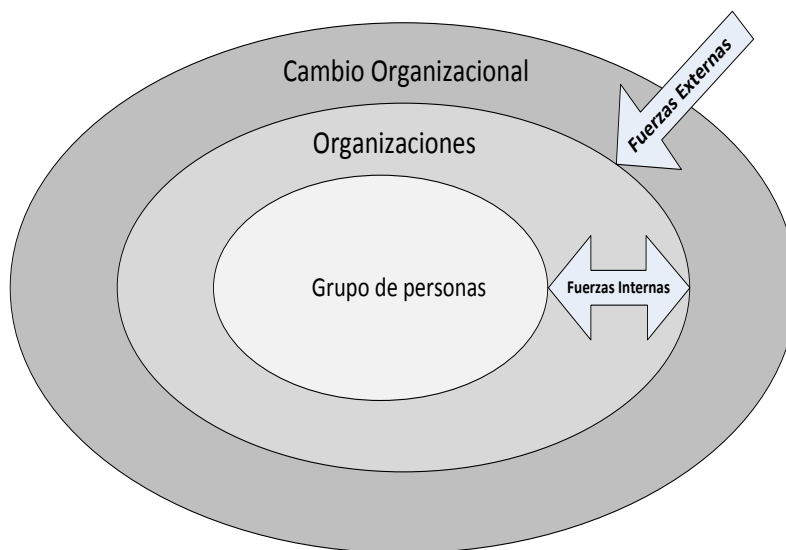 Cambio Organizacional
Fuerzas Externas
Organizaciones
Grupo de personas
Fuerzas Internas